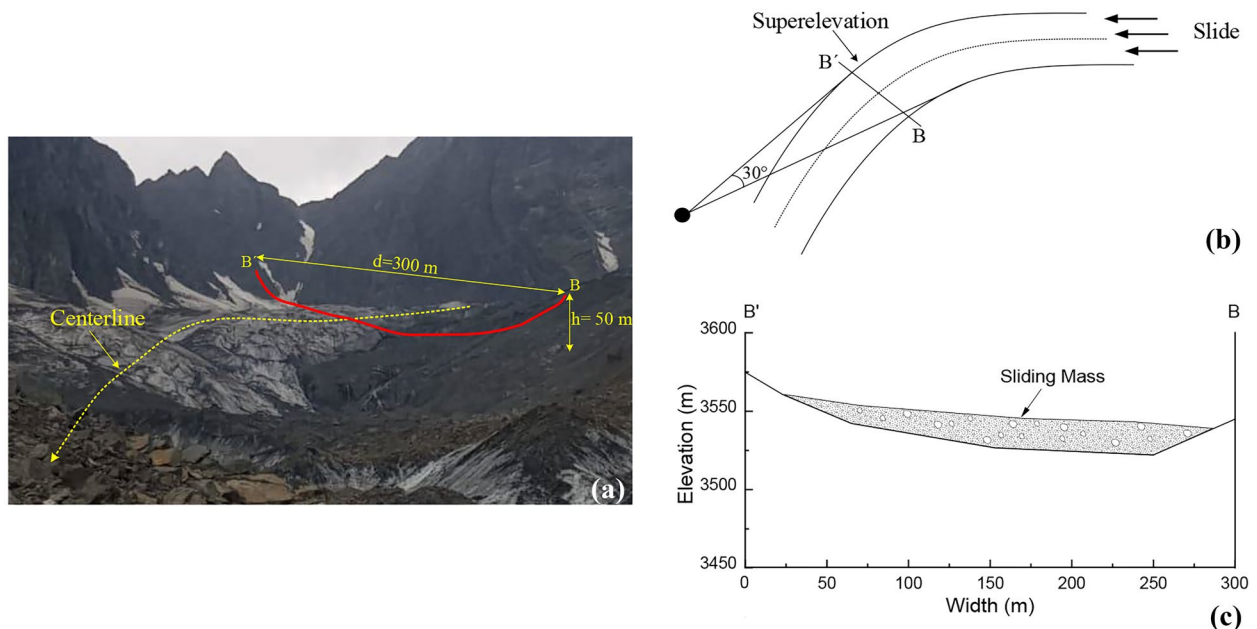 B´
d=300 m
B
h= 50 m
Centerline
(a)
Superelevation
Slide
B´
B
30°
(b)
B'
B
3600
3550
3500
3450
Elevation (m)
Sliding Mass
0
50
100
150
200
250
300
Width (m)
(c)